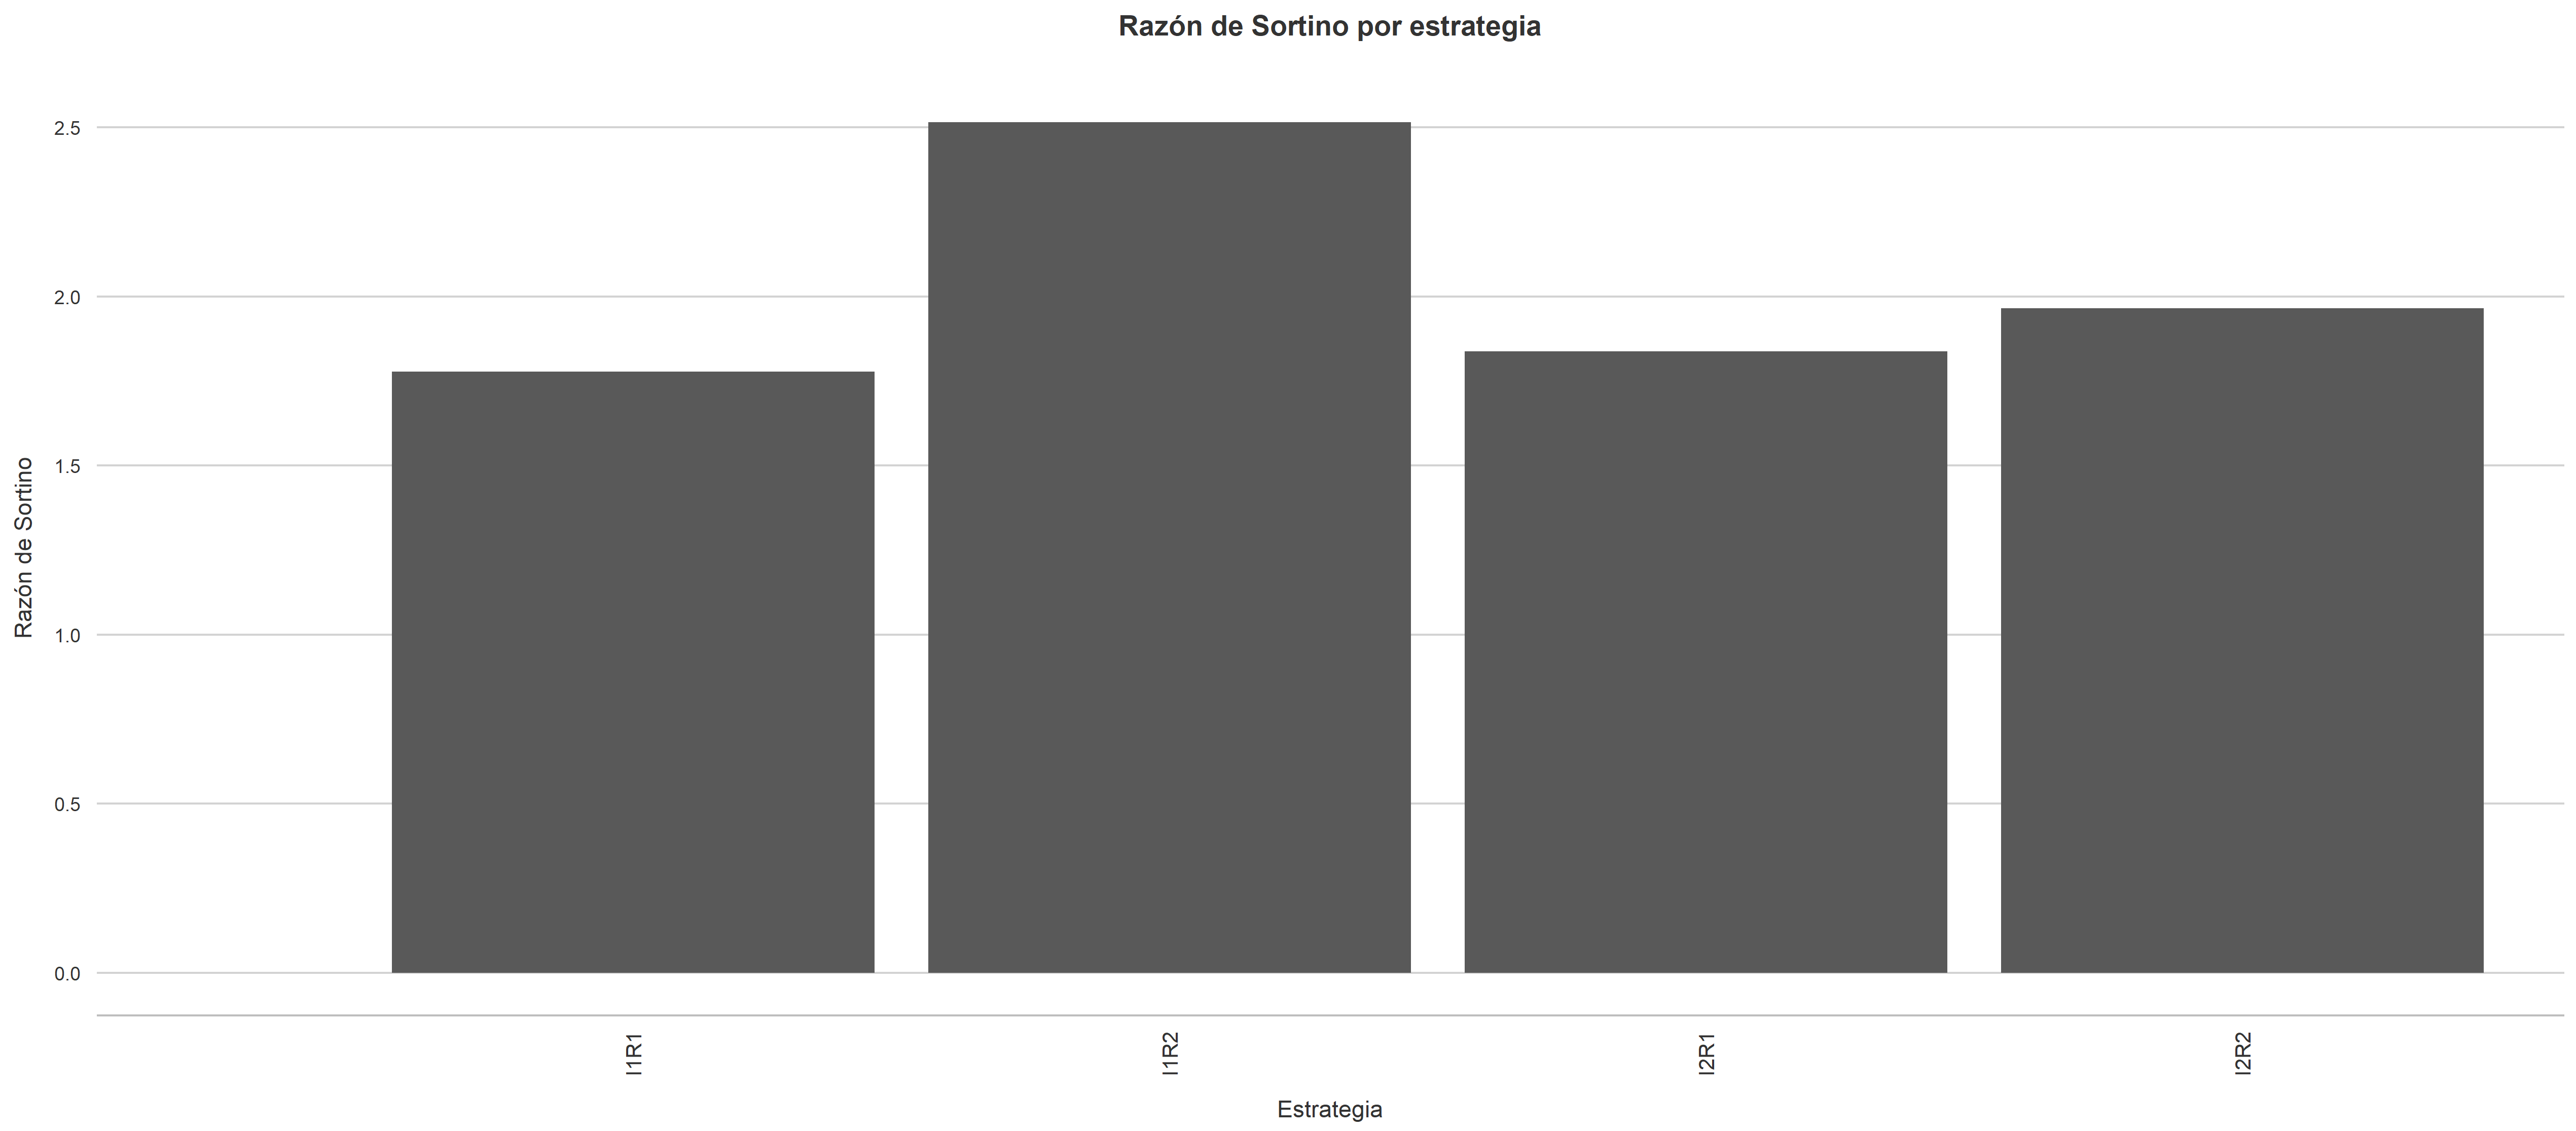 Razón de Sortino por estrategia
Razón de Sortino
2.5
2.0
1.5
1.0
0.5
0.0
I1R1
I1R2
I2R1
I2R2
Estrategia